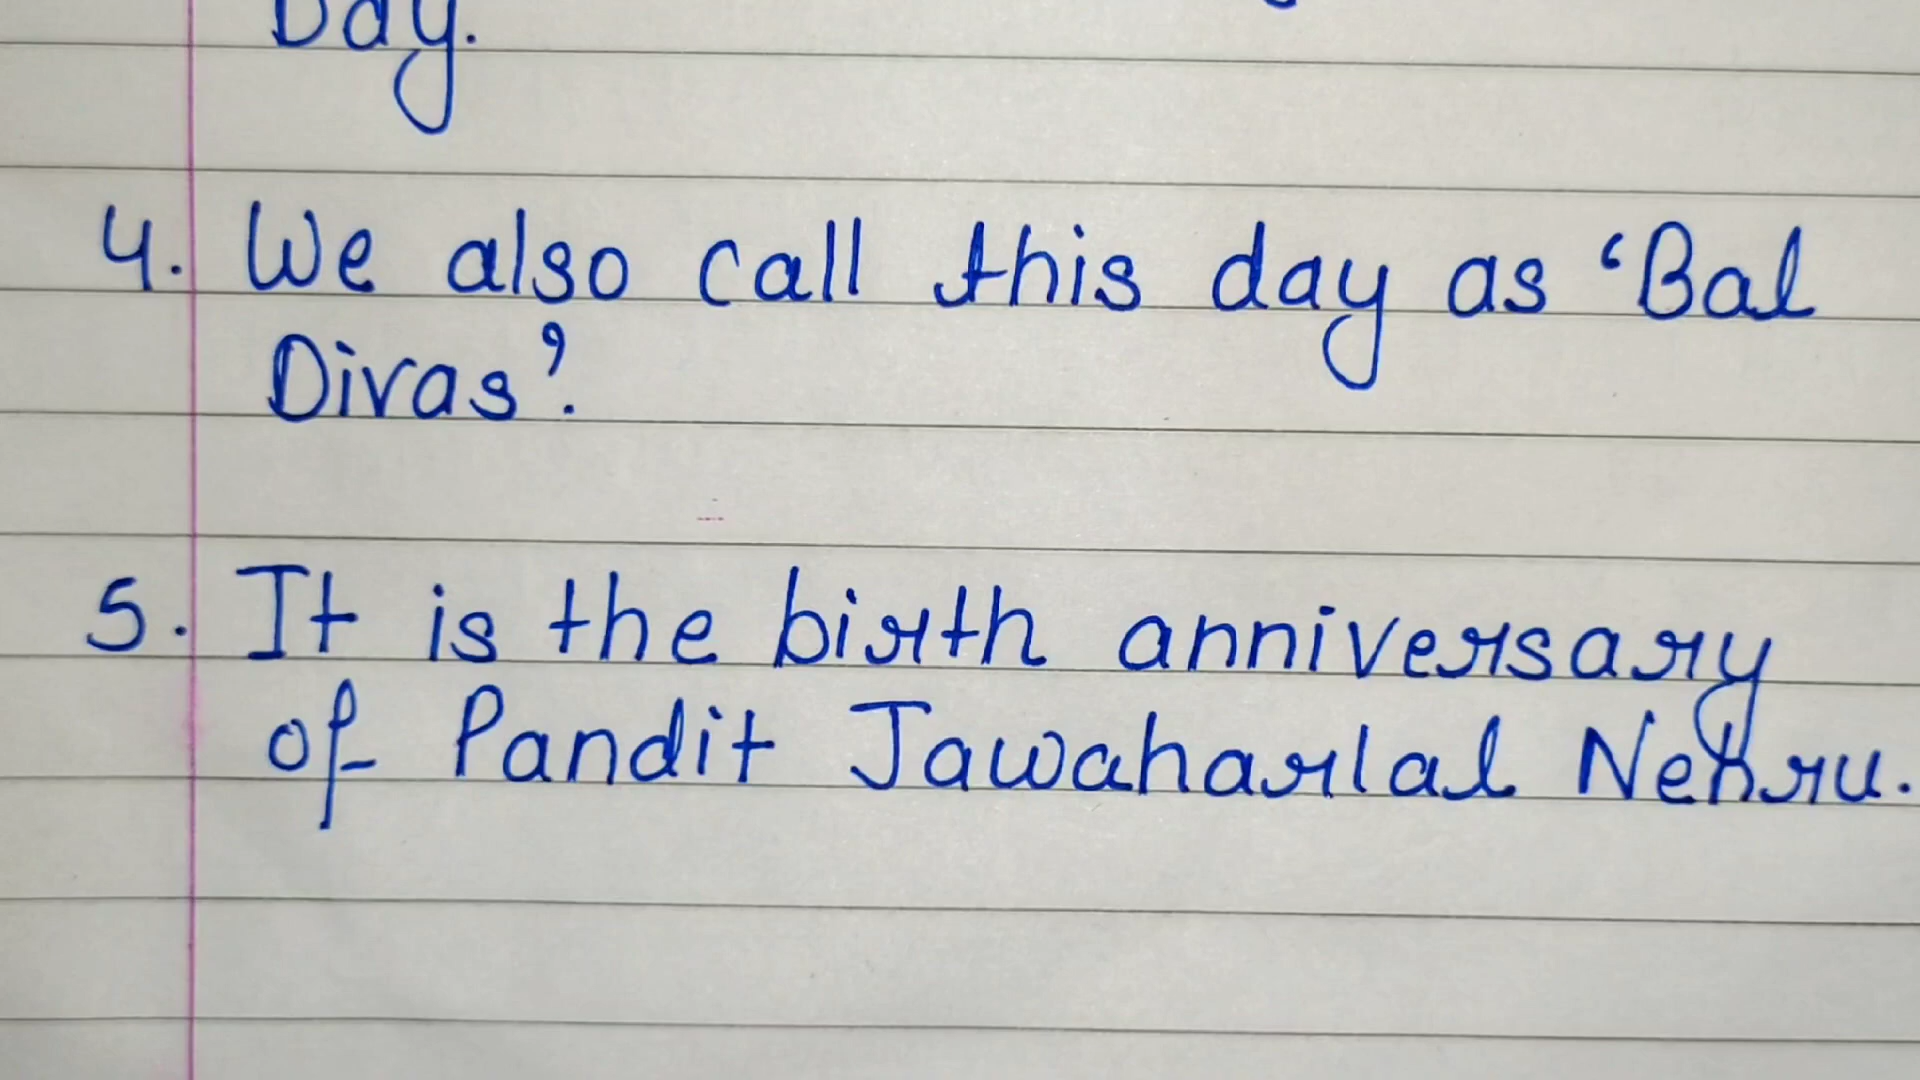 Day.
4. We also call this day as ‘Bal
Divas’.
5. It is the birth anniversary
of Pandit Jawaharlal Nehru.